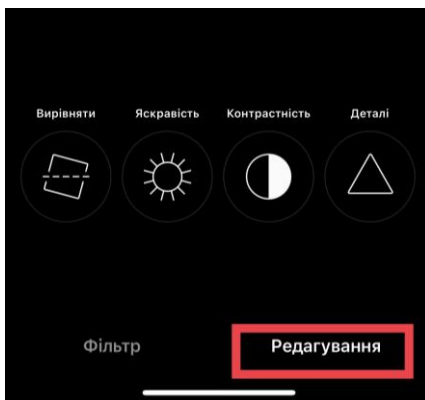 Вирівняти Яскравість Контрастність Деталі
Фільтр Редагування